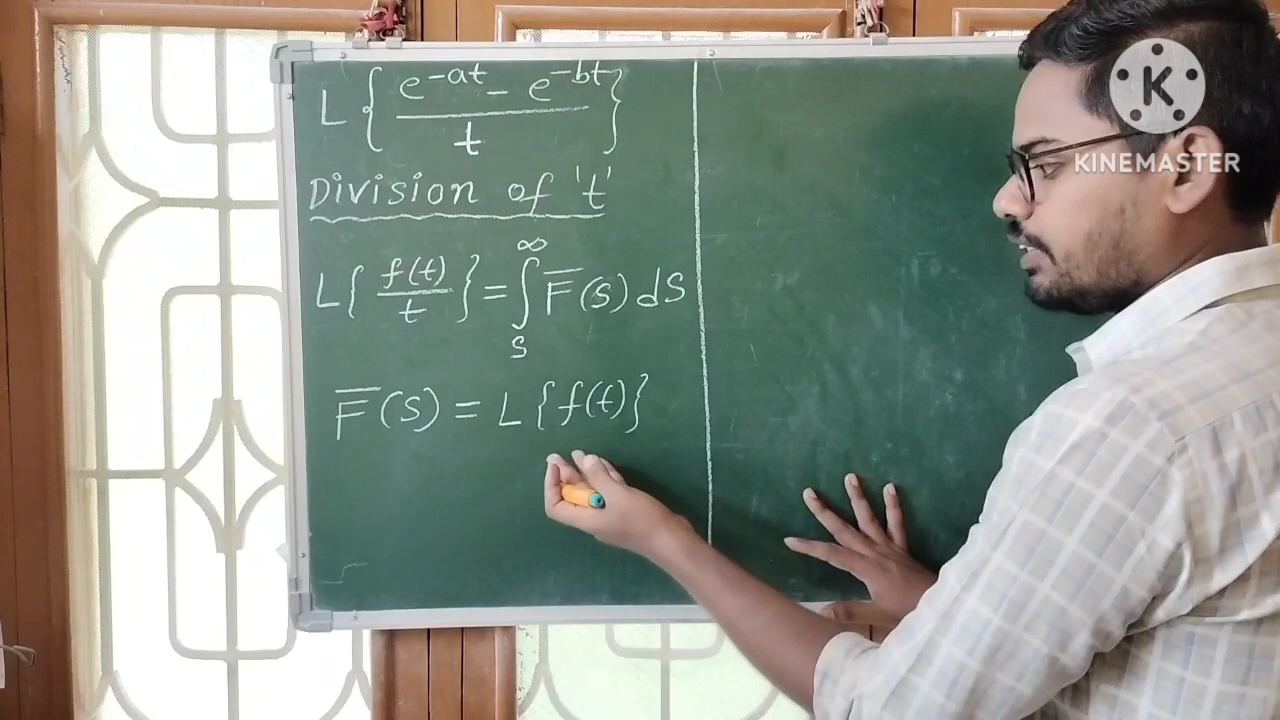 L { e^-at - e^-bt / t }
Division of 't'
L{ f(t) / t } = ∫ₛ^∞ F̅(s) ds
F̅(s) = L {f(t)}
K
KINEMASTER